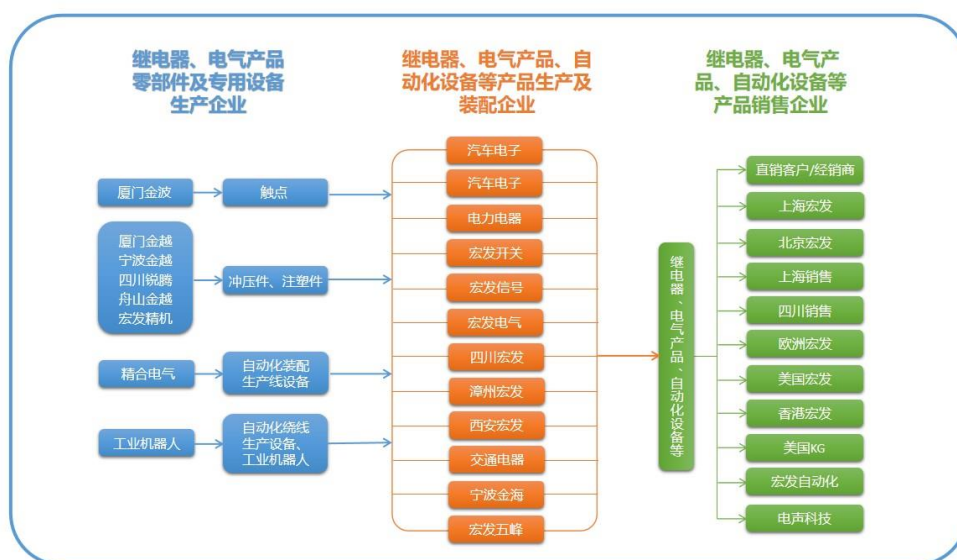 继电器、电气产品
零部件及专用设备
生产企业
继电器、电气产品、自
动化设备等产品生产及
装配企业
继电器、电气产
品、自动化设备等
产品销售企业
厦门金波
触点
厦门金越
宁波金越
四川锐腾
舟山金越
宏发精机
冲压件、注塑件
精合电气
自动化装配
生产线设备
工业机器人
自动化绕线
生产设备、
工业机器人
汽车电子
汽车电子
电力电器
宏发开关
宏发信号
宏发电气
四川宏发
漳州宏发
西安宏发
交通电器
宁波金海
宏发五峰
继电器、电气产品、自动化设备等
直销客户/经销商
上海宏发
北京宏发
上海销售
四川销售
欧洲宏发
美国宏发
香港宏发
美国KG
宏发自动化
电声科技